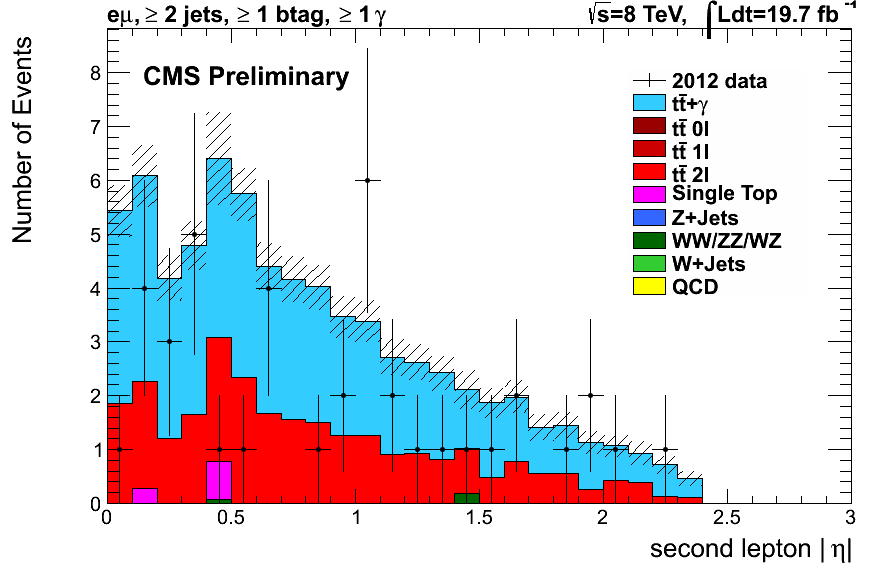 eμ, ≥ 2 jets, ≥ 1 btag, ≥ 1 γ
√s=8 TeV, ∫Ldt=19.7 fb⁻¹
CMS Preliminary
Number of Events
8
7
6
5
4
3
2
1
0
2012 data
tt̄+γ
tt̄ 0l
tt̄ 1l
tt̄ 2l
Single Top
Z+Jets
WW/ZZ/WZ
W+Jets
QCD
0 0.5 1 1.5 2 2.5 3
second lepton |η|